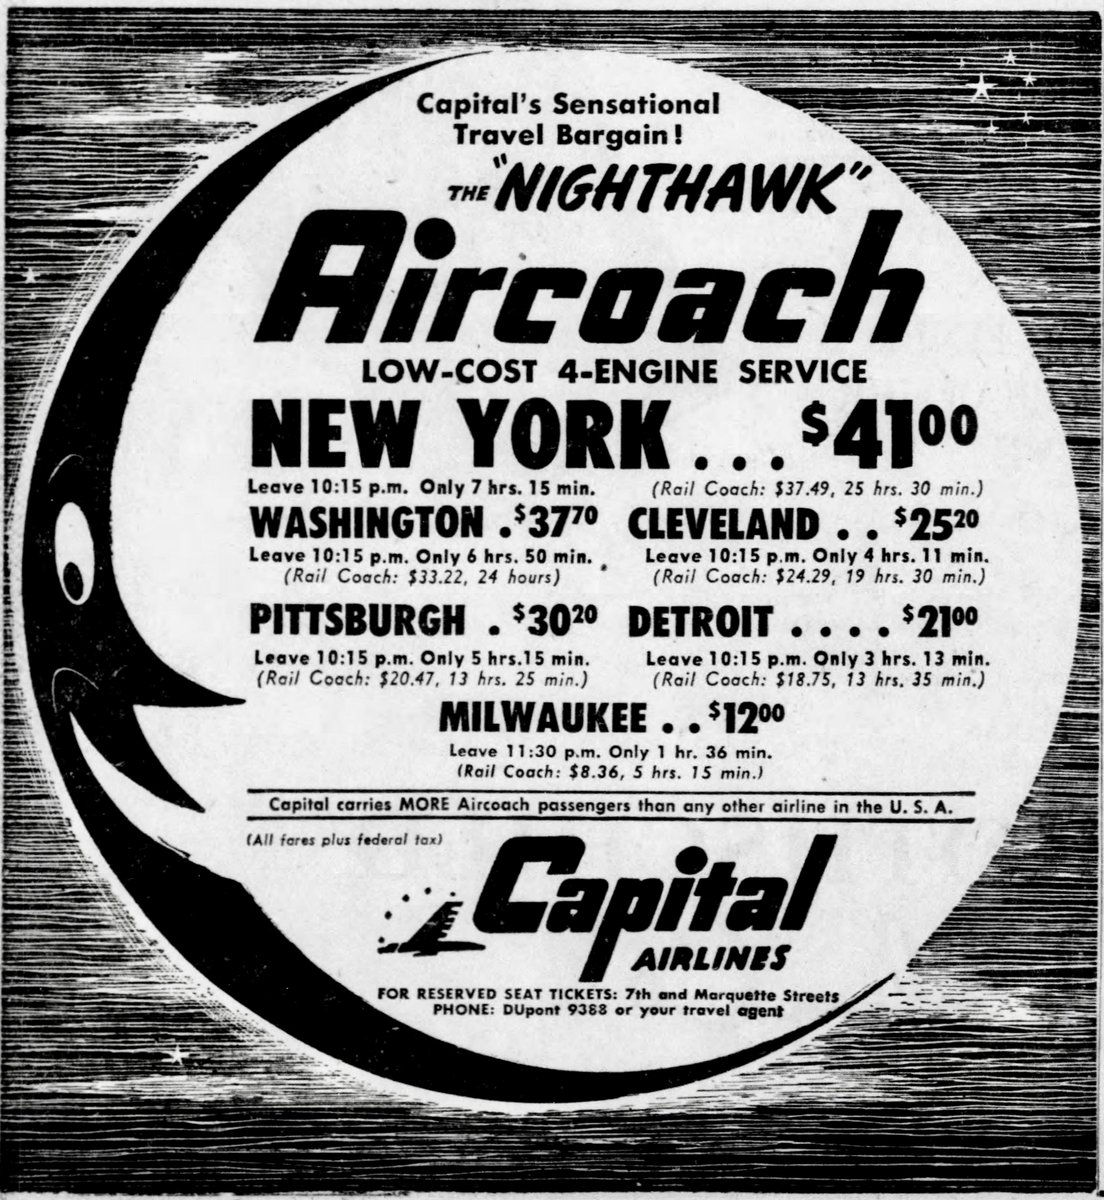 Capital's Sensational
Travel Bargain!
THE "NIGHTHAWK"
Aircoach
LOW-COST 4-ENGINE SERVICE
NEW YORK . . . $41 00
Leave 10:15 p.m. Only 7 hrs. 15 min. (Rail Coach: $37.49, 25 hrs. 30 min.)
WASHINGTON . $37 70
Leave 10:15 p.m. Only 6 hrs. 50 min.
(Rail Coach: $33.22, 24 hours)
CLEVELAND . . $25 20
Leave 10:15 p.m. Only 4 hrs. 11 min.
(Rail Coach: $24.29, 19 hrs. 30 min.)
PITTSBURGH . $30 20
Leave 10:15 p.m. Only 5 hrs. 15 min.
(Rail Coach: $20.47, 13 hrs. 25 min.)
DETROIT . . . . $21 00
Leave 10:15 p.m. Only 3 hrs. 13 min.
(Rail Coach: $18.75, 13 hrs. 35 min.)
MILWAUKEE . . $12 00
Leave 11:30 p.m. Only 1 hr. 36 min.
(Rail Coach: $8.36, 5 hrs. 15 min.)
Capital carries MORE Aircoach passengers than any other airline in the U. S. A.
(All fares plus federal tax)
Capital
AIRLINES
FOR RESERVED SEAT TICKETS: 7th and Marquette Streets
PHONE: DUpont 9388 or your travel agent